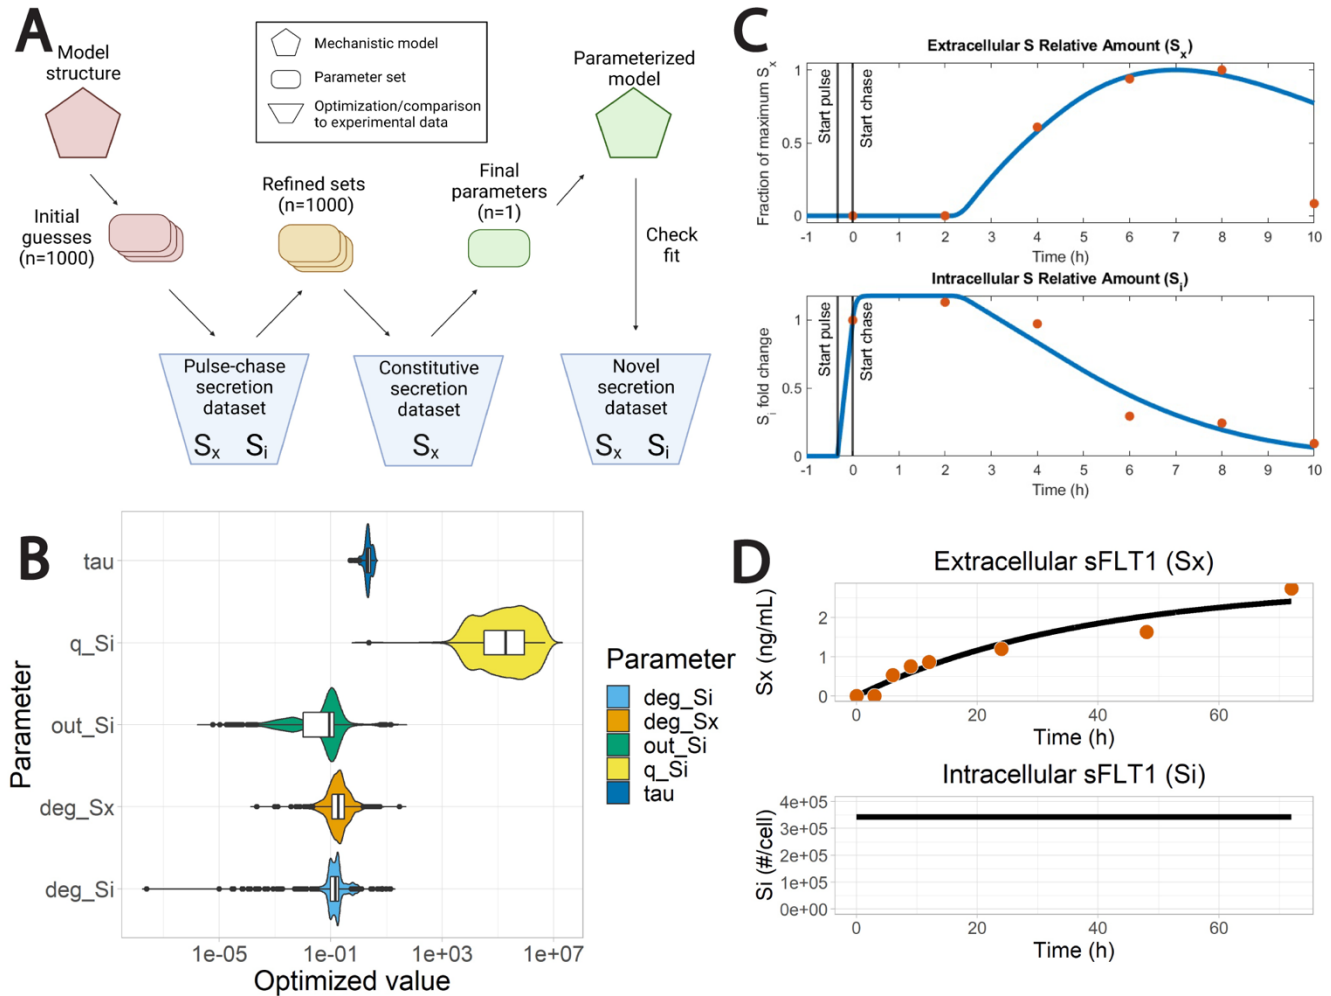 A
Model
structure
Mechanistic model
Parameter set
Optimization/comparison
to experimental data
Parameterized
model
Initial
guesses
(n=1000)
Refined sets
(n=1000)
Final
parameters
(n=1)
Check
fit
Pulse-chase
secretion
dataset
Sx Si
Constitutive
secretion
dataset
Sx
Novel
secretion
dataset
Sx Si
B
Parameter
tau
q_Si
out_Si
deg_Sx
deg_Si
1e-05 1e-01 1e+03 1e+07
Optimized value
Parameter
deg_Si
deg_Sx
out_Si
q_Si
tau
C
Extracellular S Relative Amount (Sx)
Fraction of maximum Sx
1
0.5
0
Start pulse
Start chase
-1 0 1 2 3 4 5 6 7 8 9 10
Time (h)
Intracellular S Relative Amount (Si)
Si fold change
1
0.5
0
Start pulse
Start chase
-1 0 1 2 3 4 5 6 7 8 9 10
Time (h)
D
Extracellular sFLT1 (Sx)
Sx (ng/mL)
2
1
0
0 20 40 60
Time (h)
Intracellular sFLT1 (Si)
Si (#/cell)
4e+05
3e+05
2e+05
1e+05
0e+00
0 20 40 60
Time (h)